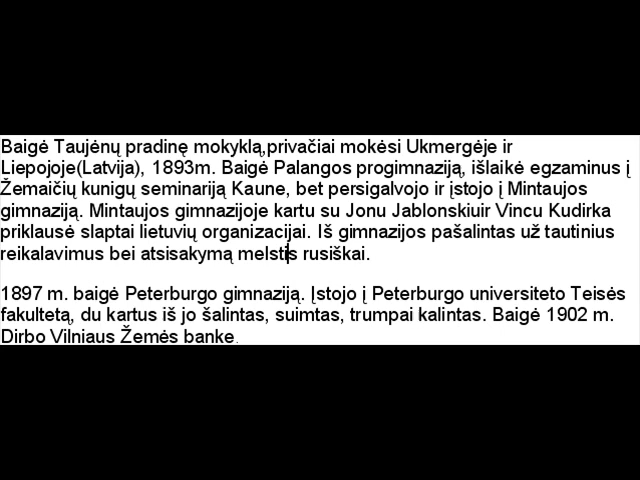 Baigė Taujėnų pradinę mokyklą,privačiai mokėsi Ukmergėje ir
Liepojoje(Latvija), 1893m. Baigė Palangos progimnaziją, išlaikė egzaminus į
Žemaičių kunigų seminariją Kaune, bet persigalvojo ir įstojo į Mintaujos
gimnaziją. Mintaujos gimnazijoje kartu su Jonu Jablonskiuir Vincu Kudirka
priklausė slaptai lietuvių organizacijai. Iš gimnazijos pašalintas už tautinius
reikalavimus bei atsisakymą melstis rusiškai.
1897 m. baigė Peterburgo gimnaziją. Įstojo į Peterburgo universiteto Teisės
fakultetą, du kartus iš jo šalintas, suimtas, trumpai kalintas. Baigė 1902 m.
Dirbo Vilniaus Žemės banke.